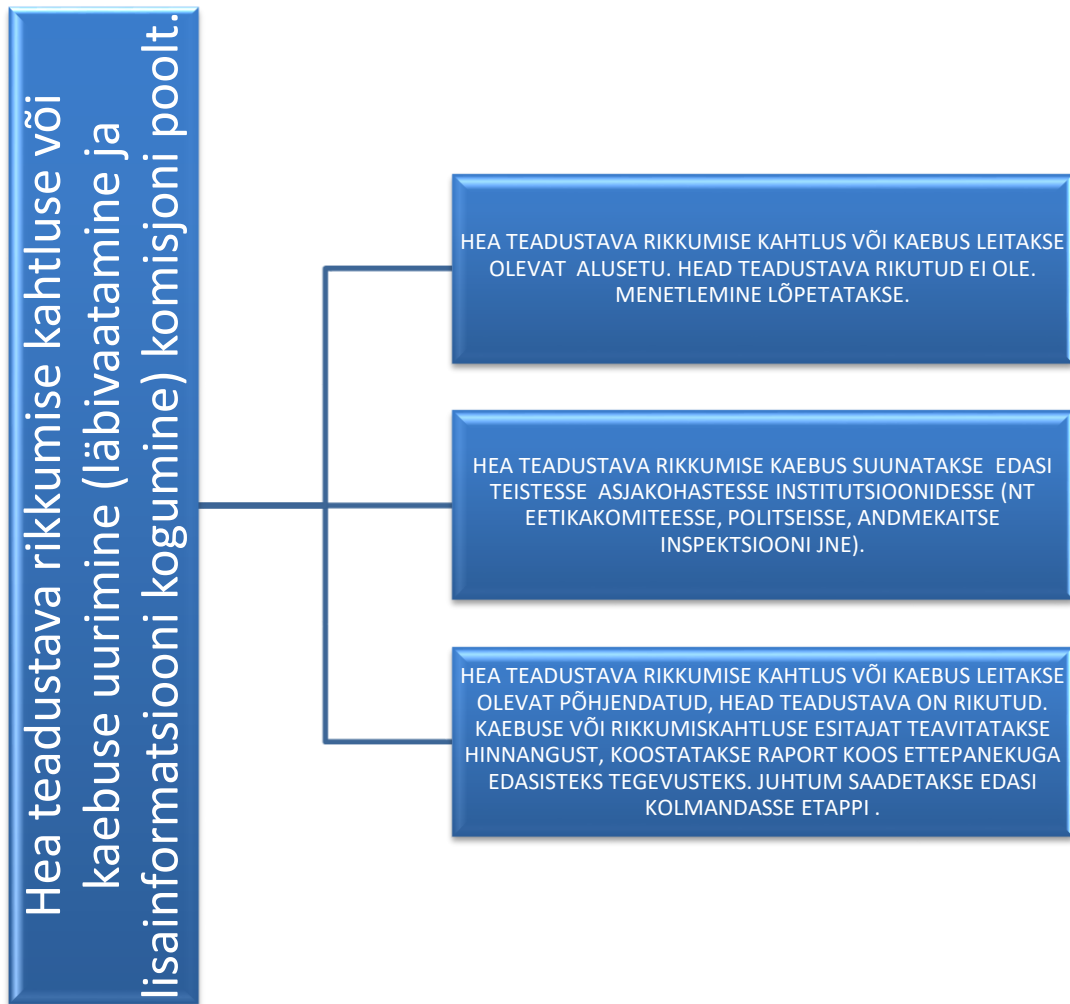 Hea teadustava rikkumise kahtluse või
kaebuse uurimine (läbivaatamine ja
lisainformatsiooni kogumine) komisjoni poolt.
HEA TEADUSTAVA RIKKUMISE KAHTLUS VÕI KAEBUS LEITAKSE
OLEVAT ALUSETU. HEAD TEADUSTAVA RIKUTUD EI OLE.
MENETLEMINE LÕPETATAKSE.
HEA TEADUSTAVA RIKKUMISE KAEBUS SUUNATAKSE EDASI
TEISTESSE ASJAKOHASTESSE INSTITUTSIOONIDESSE (NT
EETIKAKOMITEESSE, POLITSEISSE, ANDMEKAITSE
INSPEKTSIOONI JNE).
HEA TEADUSTAVA RIKKUMISE KAHTLUS VÕI KAEBUS LEITAKSE
OLEVAT PÕHJENDATUD, HEAD TEADUSTAVA ON RIKUTUD.
KAEBUSE VÕI RIKKUMISKAHTLUSE ESITAJAT TEAVITATAKSE
HINNANGUST, KOOSTATAKSE RAPORT KOOS ETTEPANEKUGA
EDASISTEKS TEGEVUSTEKS. JUHTUM SAADETAKSE EDASI
KOLMANDASSE ETAPPI .